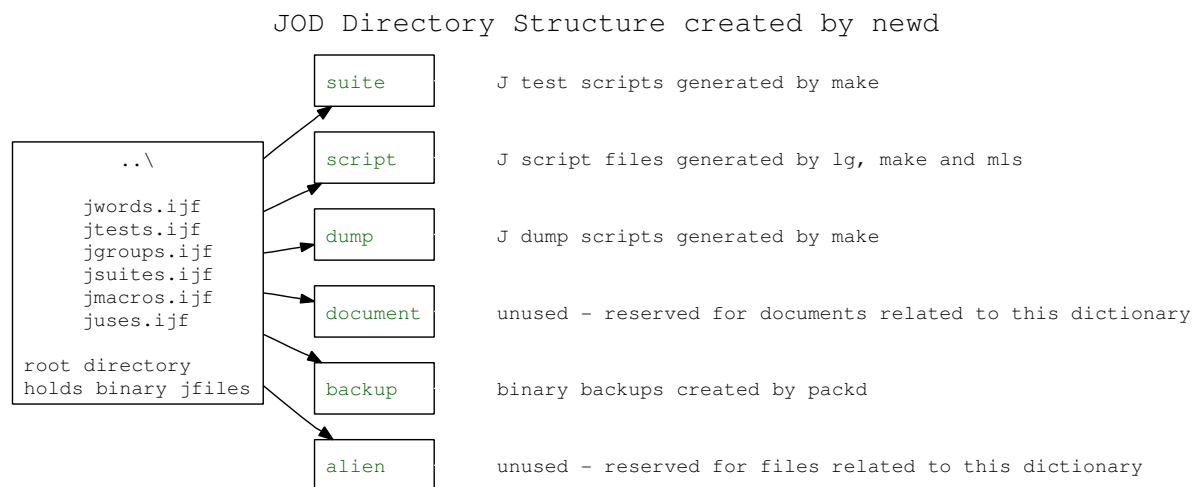 JOD Directory Structure created by newd
suite J test scripts generated by make
script J script files generated by lg, make and mls
dump J dump scripts generated by make
document unused - reserved for documents related to this dictionary
backup binary backups created by packd
alien unused - reserved for files related to this dictionary
..\
jwords.ijf
jtests.ijf
jgroups.ijf
jsuites.ijf
jmacros.ijf
juses.ijf
root directory
holds binary jfiles